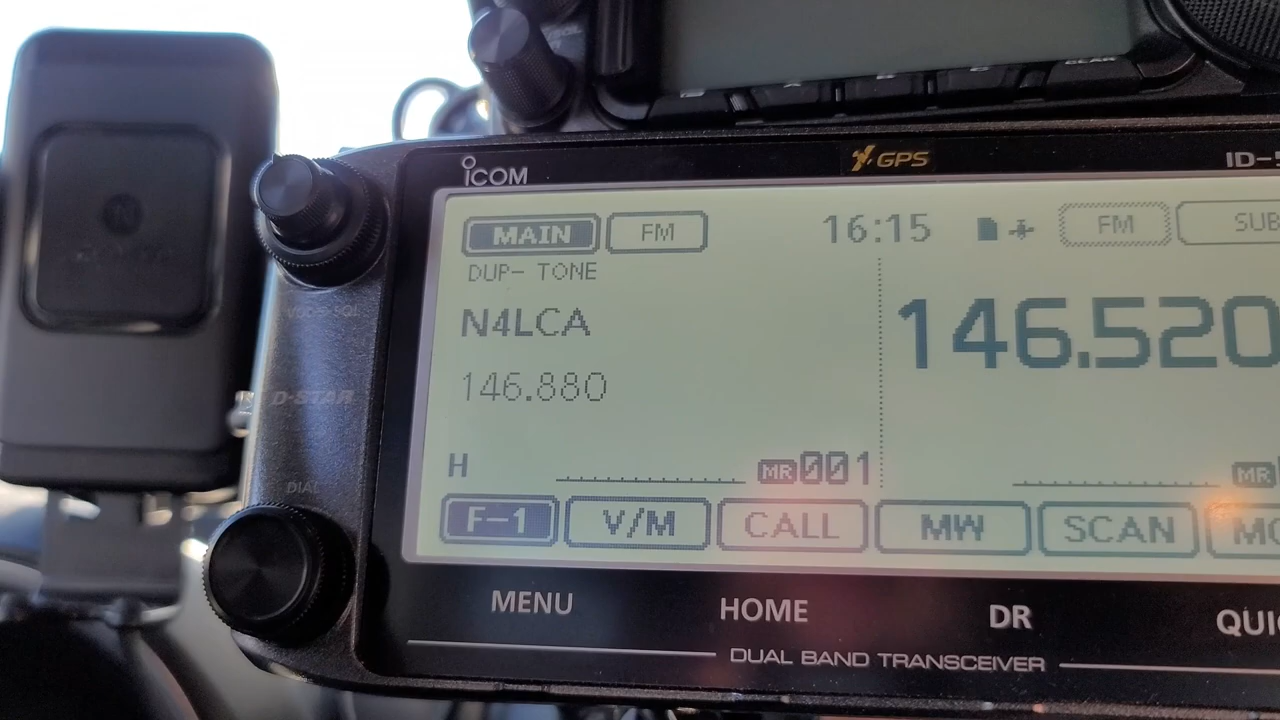 iCOM
GPS
ID-5
MAIN FM 16:15 FM SUB
DUP- TONE
N4LCA
146.880
146.520
VOL SQL
D-STAR
H MR 001 MR
DIAL
F-1 V/M CALL MW SCAN MO
MENU HOME DR QUIC
DUAL BAND TRANSCEIVER